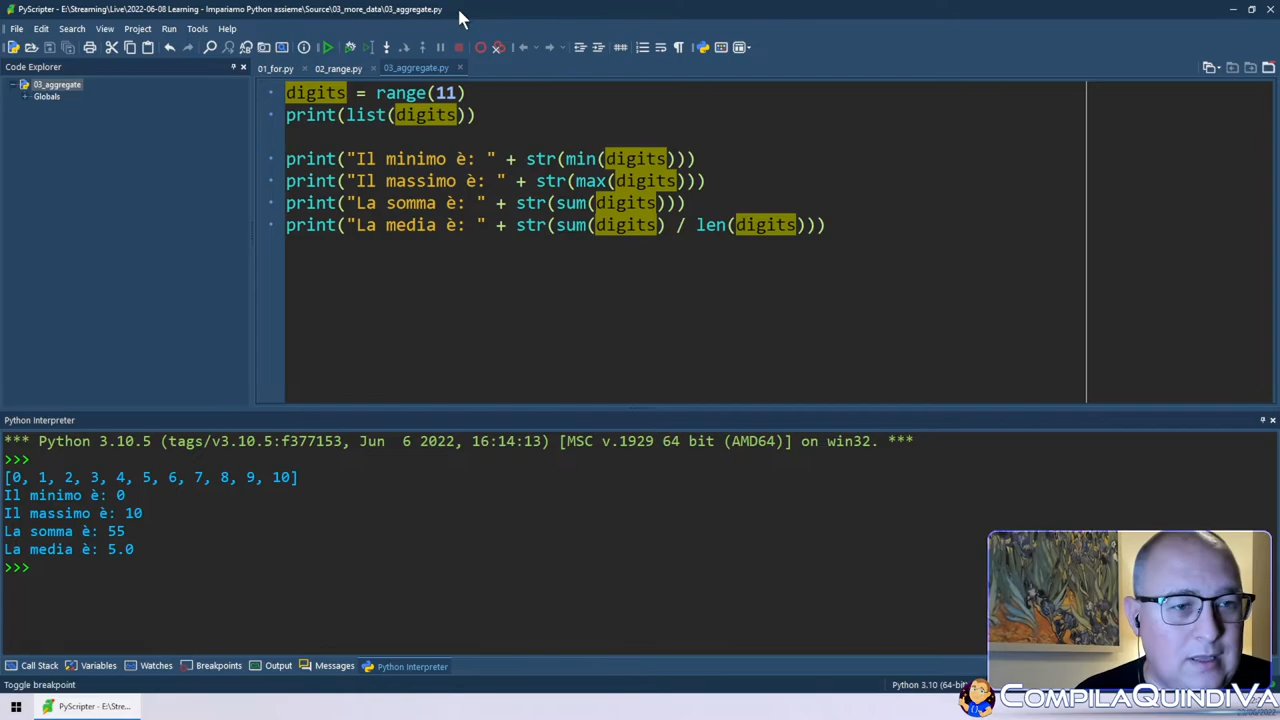 PyScripter - E:\Streaming\Live\2022-06-08 Learning - Impariamo Python assieme\Source\03_more_data\03_aggregate.py
File Edit Search View Project Run Tools Help
Code Explorer
01_for.py 02_range.py 03_aggregate.py
03_aggregate
Globals
digits = range(11)
print(list(digits))
print("Il minimo è: " + str(min(digits)))
print("Il massimo è: " + str(max(digits)))
print("La somma è: " + str(sum(digits)))
print("La media è: " + str(sum(digits) / len(digits)))
Python Interpreter
*** Python 3.10.5 (tags/v3.10.5:f377153, Jun  6 2022, 16:14:13) [MSC v.1929 64 bit (AMD64)] on win32. ***
>>>
[0, 1, 2, 3, 4, 5, 6, 7, 8, 9, 10]
Il minimo è: 0
Il massimo è: 10
La somma è: 55
La media è: 5.0
>>>
Call Stack Variables Watches Breakpoints Output Messages Python Interpreter
Toggle breakpoint Python 3.10 (64-bit)
PyScripter - E:\Stre...
CompilaQuindiVa